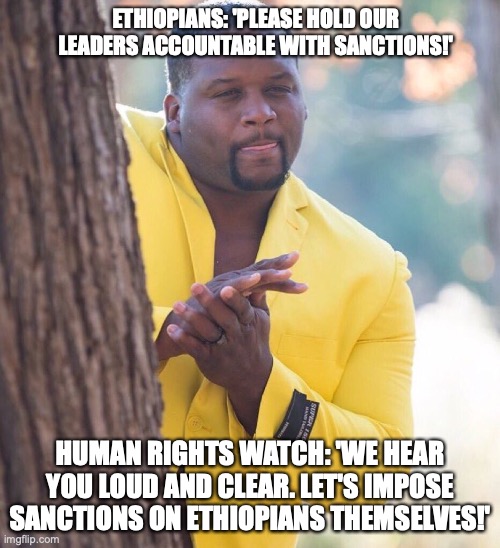 ETHIOPIANS: 'PLEASE HOLD OUR
LEADERS ACCOUNTABLE WITH SANCTIONS!'
HUMAN RIGHTS WATCH: 'WE HEAR
YOU LOUD AND CLEAR. LET'S IMPOSE
SANCTIONS ON ETHIOPIANS THEMSELVES!'
imgflip.com